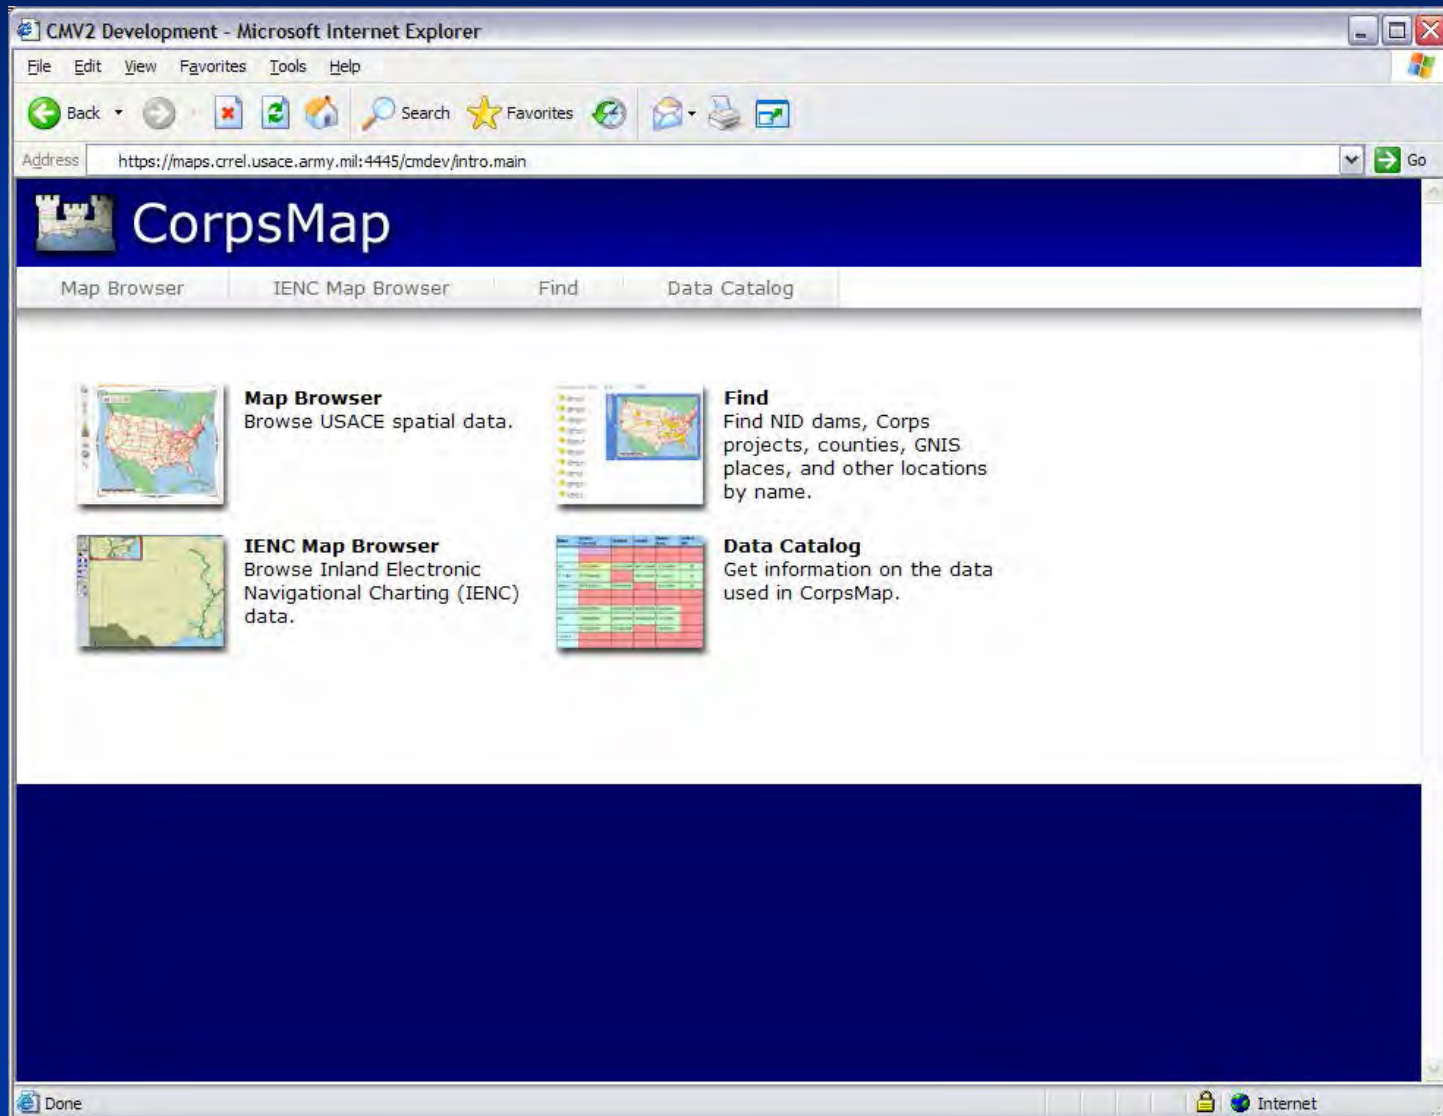 CMV2 Development - Microsoft Internet Explorer
File Edit View Favorites Tools Help
Back Search Favorites
Address https://maps.crrel.usace.army.mil:4445/cmdev/intro.main Go
CorpsMap
Map Browser IENC Map Browser Find Data Catalog
Map Browser
Browse USACE spatial data.
Find
Find NID dams, Corps
projects, counties, GNIS
places, and other locations
by name.
IENC Map Browser
Browse Inland Electronic
Navigational Charting (IENC)
data.
Data Catalog
Get information on the data
used in CorpsMap.
Done Internet